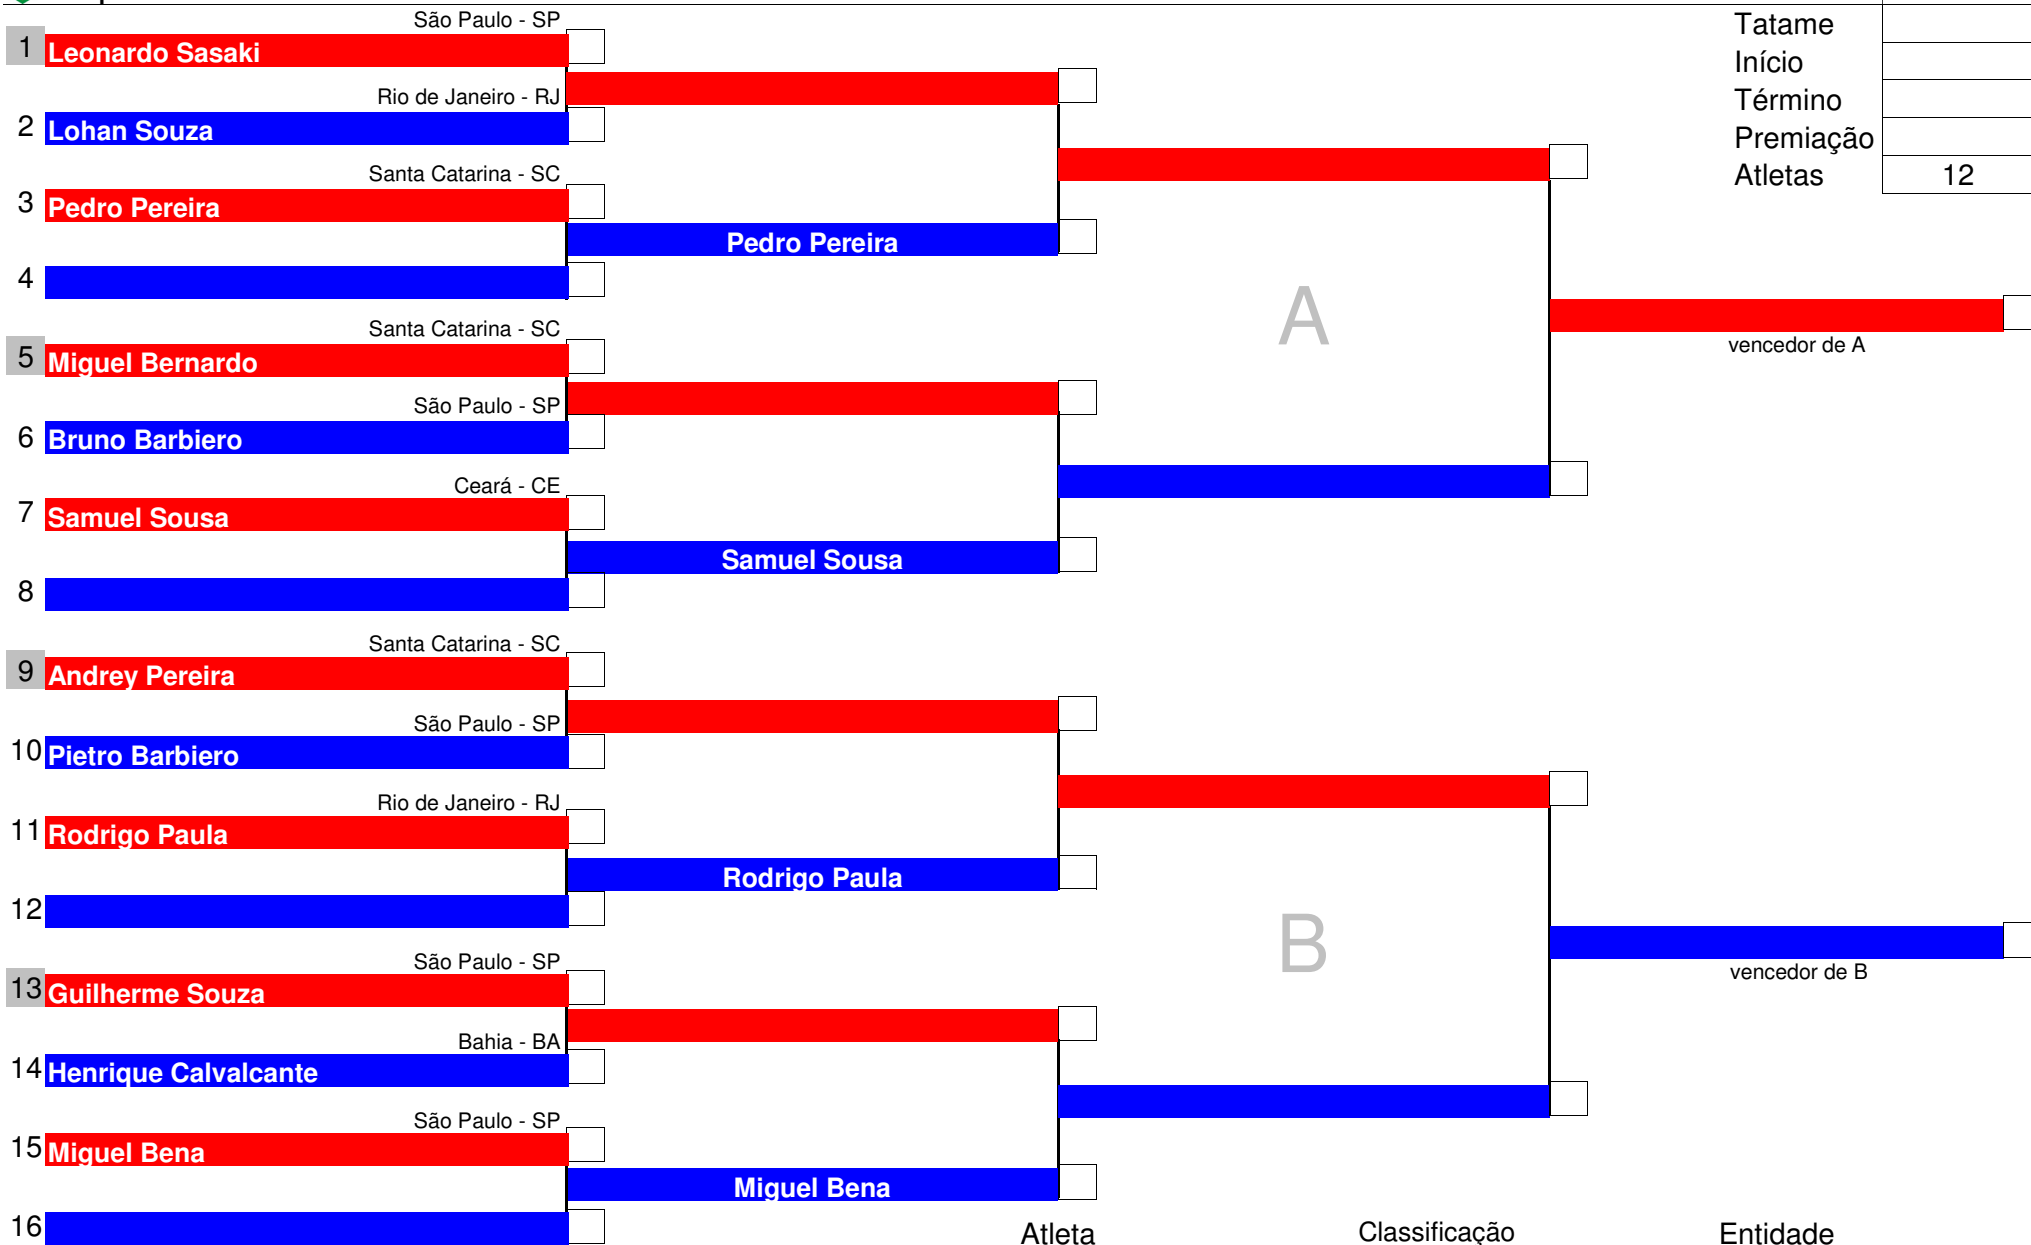 São Paulo - SP
1 Leonardo Sasaki
Rio de Janeiro - RJ
2 Lohan Souza
Santa Catarina - SC
3 Pedro Pereira
Pedro Pereira
4
Santa Catarina - SC
5 Miguel Bernardo
São Paulo - SP
6 Bruno Barbiero
Ceará - CE
7 Samuel Sousa
Samuel Sousa
8
A
vencedor de A
Santa Catarina - SC
9 Andrey Pereira
São Paulo - SP
10 Pietro Barbiero
Rio de Janeiro - RJ
11 Rodrigo Paula
Rodrigo Paula
12
São Paulo - SP
13 Guilherme Souza
Bahia - BA
14 Henrique Calvalcante
São Paulo - SP
15 Miguel Bena
Miguel Bena
16
B
vencedor de B
Tatame
Início
Término
Premiação
Atletas 12
Atleta Classificação Entidade